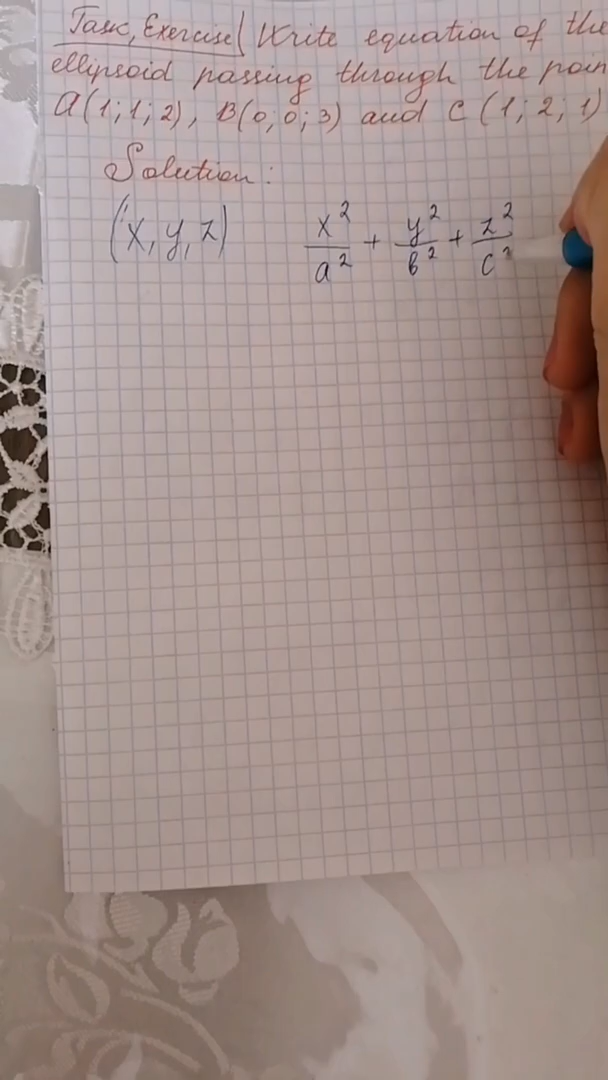 Task, Exercise| Write equation of the
ellipsoid passing through the poin
A(1;1;2), B(0;0;3) and C(1;2;1)
Solution:
(x,y,z) x²/a² + y²/b² + z²/c²